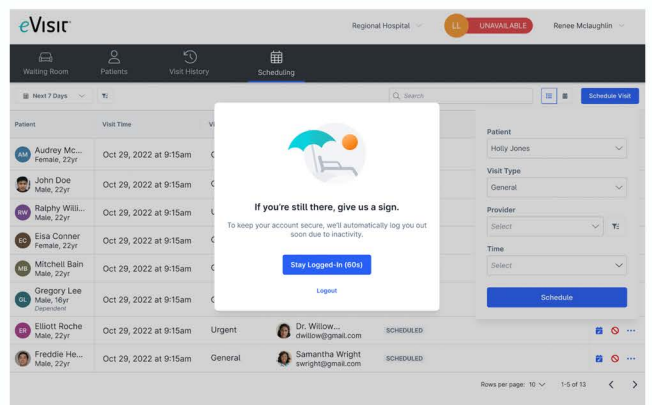 eVisit
Regional Hospital
LL
UNAVAILABLE
Renee Mclaughlin
Waiting Room
Patients
Visit History
Scheduling
Next 7 Days
Search
Schedule Visit
Patient
Visit Time
AM
Audrey Mc...
Female, 22yr
Oct 29, 2022 at 9:15am
John Doe
Male, 22yr
Oct 29, 2022 at 9:15am
RW
Ralphy Willi...
Male, 22yr
Oct 29, 2022 at 9:15am
EC
Eisa Conner
Female, 22yr
Oct 29, 2022 at 9:15am
MB
Mitchell Bain
Male, 22yr
Oct 29, 2022 at 9:15am
GL
Gregory Lee
Male, 16yr
Dependent
Oct 29, 2022 at 9:15am
ER
Elliott Roche
Male, 22yr
Oct 29, 2022 at 9:15am
Urgent
Dr. Willow...
dwillow@gmail.com
SCHEDULED
Freddie He...
Male, 22yr
Oct 29, 2022 at 9:15am
General
Samantha Wright
swright@gmail.com
SCHEDULED
If you're still there, give us a sign.
To keep your account secure, we'll automatically log you out
soon due to inactivity.
Stay Logged-In (60s)
Logout
Patient
Holly Jones
Visit Type
General
Provider
Select
Time
Select
Schedule
Rows per page: 10
1-5 of 13